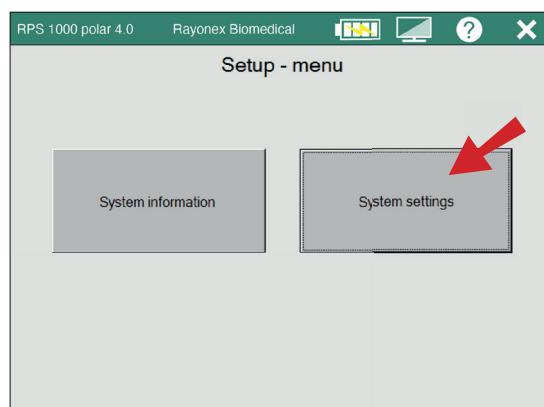 RPS 1000 polar 4.0 Rayonex Biomedical ?
Setup - menu
System information System settings